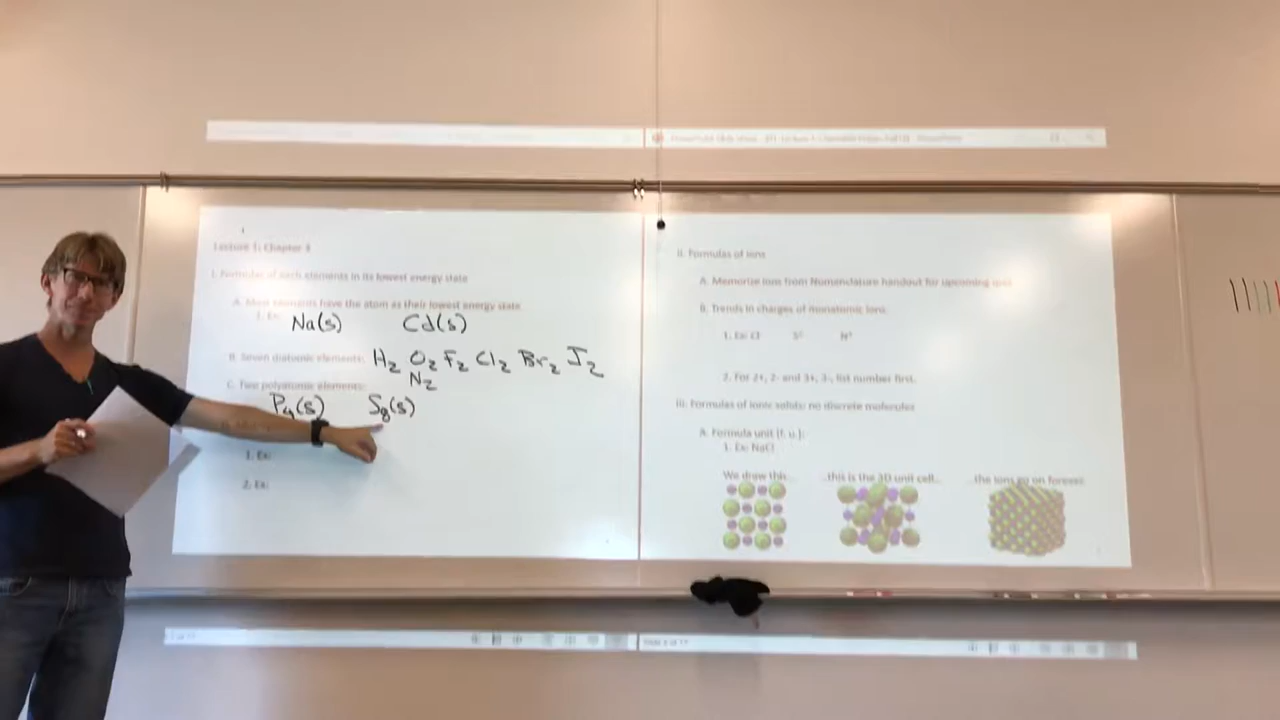 Lecture 1: Chapter 3
I. Formulas of each elements in its lowest energy state
A. Most elements have the atom as their lowest energy state
1. Ex:
Na(s) Cd(s)
B. Seven diatomic elements: H₂ O₂ F₂ Cl₂ Br₂ I₂
N₂
C. Two polyatomic elements:
P₄(s) S₈(s)
1. Ex:
2. Ex:
II. Formulas of ions
A. Memorize ions from Nomenclature handout for upcoming quiz
B. Trends in charges of monatomic ions
1. Ex: Cl
2. For 2+, 2- and 3+, 3-, list number first.
III. Formulas of ionic solids: no discrete molecules
A. Formula unit (f. u.):
1. Ex: NaCl
We draw this... ...this is the 3D unit cell... ...the ions go on forever